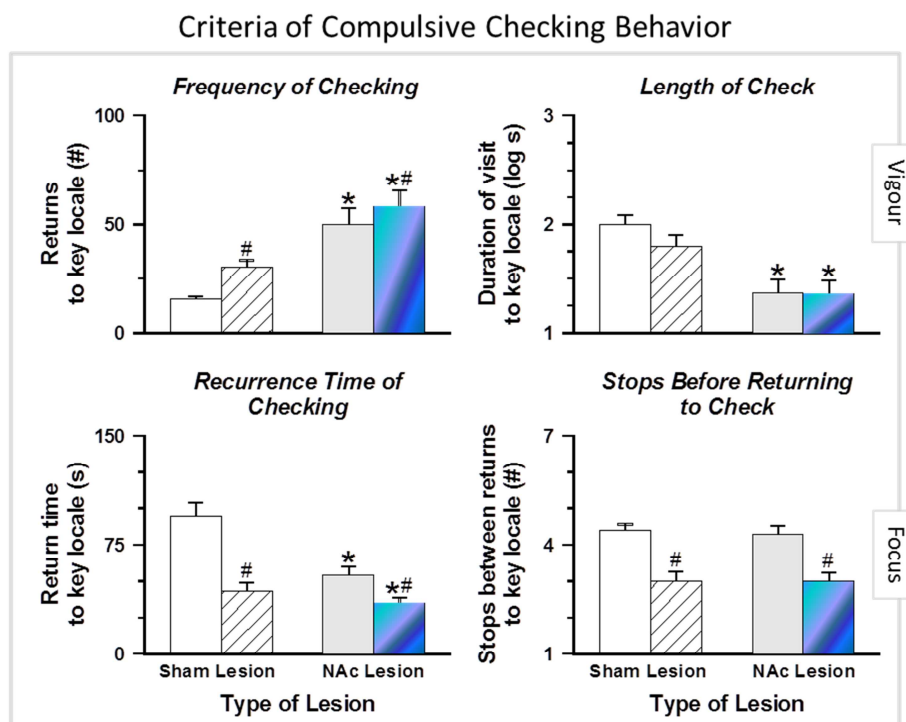 Criteria of Compulsive Checking Behavior
Frequency of Checking
Returns
to key locale (#)
100
50
0
#
*
*#
Length of Check
Duration of visit
to key locale (log s)
3
2
1
*
*
Vigour
Recurrence Time of
Checking
Return time
to key locale (s)
150
75
0
#
*
*#
Sham Lesion NAc Lesion
Type of Lesion
Stops Before Returning
to Check
Stops between returns
to key locale (#)
7
4
1
#
#
Sham Lesion NAc Lesion
Type of Lesion
Focus